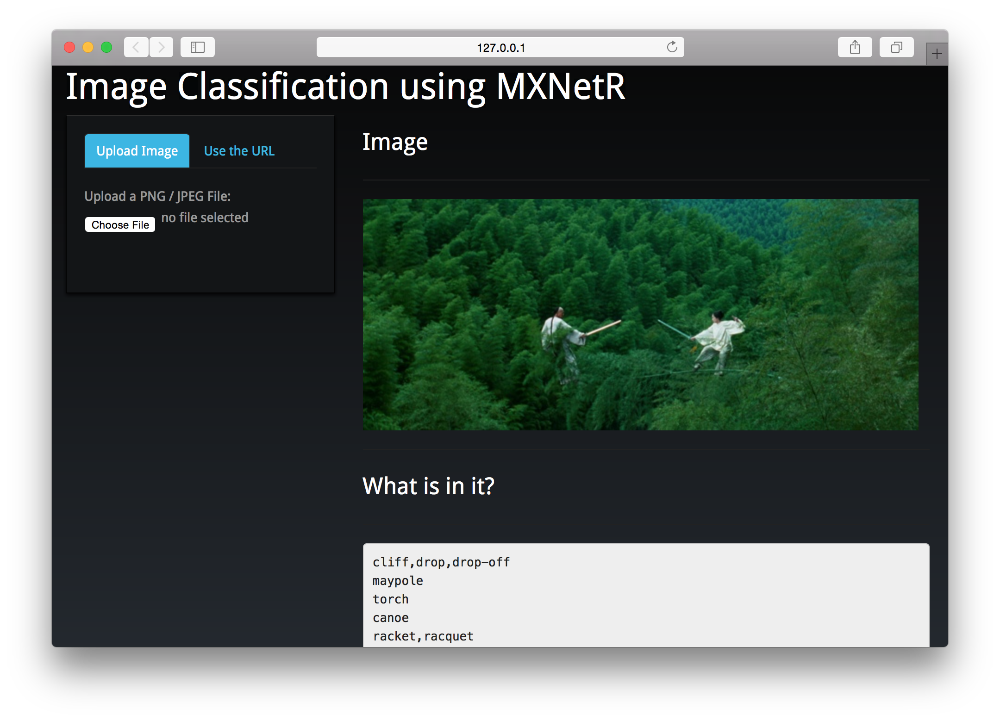 127.0.0.1
Image Classification using MXNetR
Upload Image Use the URL
Upload a PNG / JPEG File:
Choose File no file selected
Image
What is in it?
cliff,drop,drop-off
maypole
torch
canoe
racket,racquet